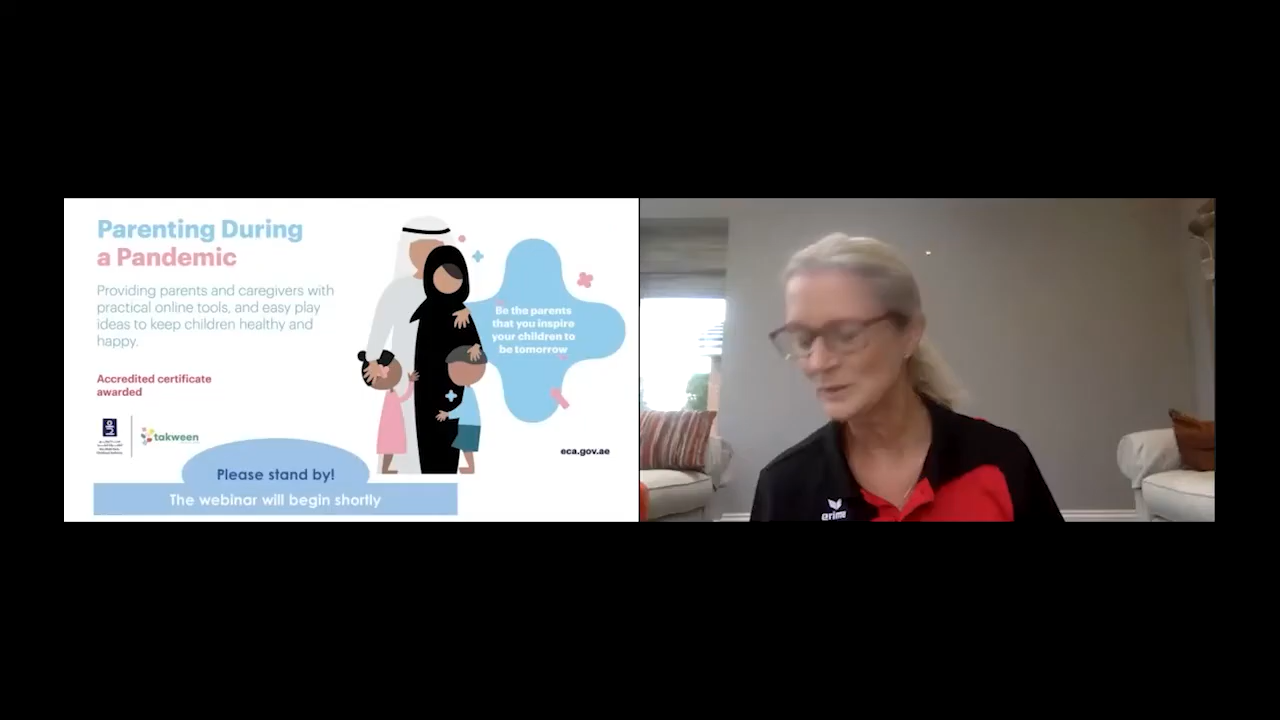 Parenting During
a Pandemic
Providing parents and caregivers with
practical online tools, and easy play
ideas to keep children healthy and
happy.
Accredited certificate
awarded
takween
Please stand by!
The webinar will begin shortly
Be the parents
that you inspire
your children to
be tomorrow
eca.gov.ae
erima